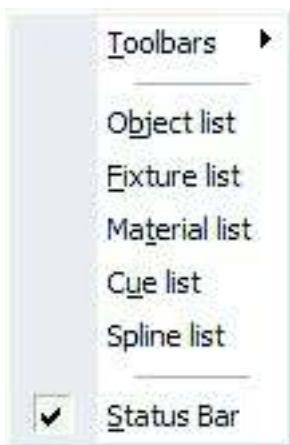 Toolbars
Object list
Fixture list
Material list
Cue list
Spline list
Status Bar